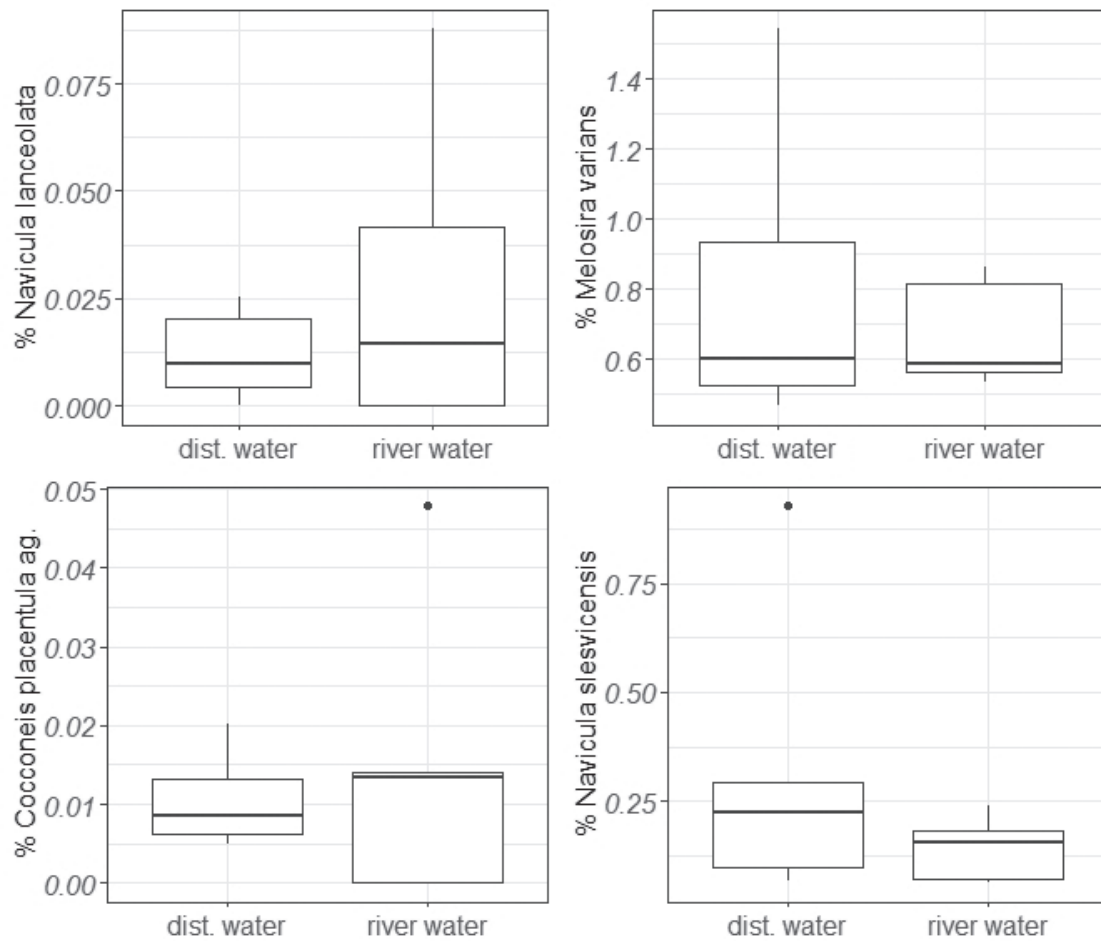 % Navicula lanceolata
0.075
0.050
0.025
0.000
dist. water
river water
% Melosira varians
1.4
1.2
1.0
0.8
0.6
dist. water
river water
% Cocconeis placentula ag.
0.05
0.04
0.03
0.02
0.01
0.00
dist. water
river water
% Navicula slesvicensis
0.75
0.50
0.25
dist. water
river water